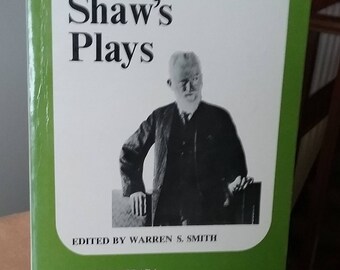 Shaw's
Plays
EDITED BY WARREN S. SMITH